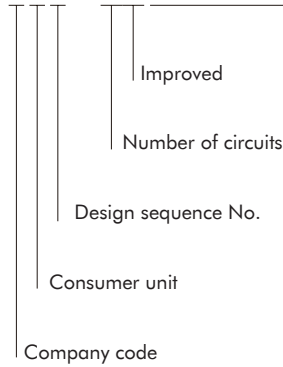 Improved
Number of circuits
Design sequence No.
Consumer unit
Company code